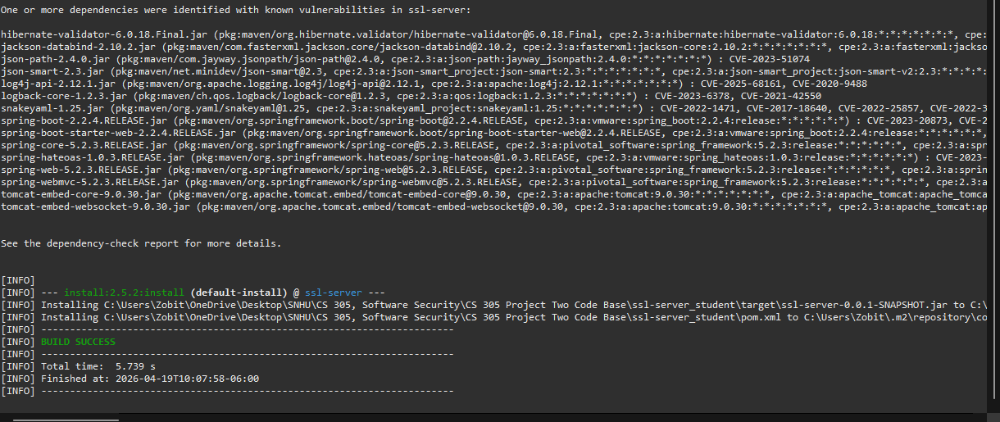 One or more dependencies were identified with known vulnerabilities in ssl-server:
hibernate-validator-6.0.18.Final.jar (pkg:maven/org.hibernate.validator/hibernate-validator@6.0.18.Final, cpe:2.3:a:hibernate:hibernate-validator:6.0.18:*:*:*:*:*:*:*, cpe:
jackson-databind-2.10.2.jar (pkg:maven/com.fasterxml.jackson.core/jackson-databind@2.10.2, cpe:2.3:a:fasterxml:jackson-core:2.10.2:*:*:*:*:*:*:*, cpe:2.3:a:fasterxml:jackso
json-path-2.4.0.jar (pkg:maven/com.jayway.jsonpath/json-path@2.4.0, cpe:2.3:a:json-path:jayway_jsonpath:2.4.0:*:*:*:*:*:*:*) : CVE-2023-51074
json-smart-2.3.jar (pkg:maven/net.minidev/json-smart@2.3, cpe:2.3:a:json-smart_project:json-smart:2.3:*:*:*:*:*:*:*, cpe:2.3:a:json-smart_project:json-smart-v2:2.3:*:*:*:
log4j-api-2.12.1.jar (pkg:maven/org.apache.logging.log4j/log4j-api@2.12.1, cpe:2.3:a:apache:log4j:2.12.1:*:*:*:*:*:*:*) : CVE-2025-68161, CVE-2020-9488
logback-core-1.2.3.jar (pkg:maven/ch.qos.logback/logback-core@1.2.3, cpe:2.3:a:qos:logback:1.2.3:*:*:*:*:*:*:*) : CVE-2023-6378, CVE-2021-42550
snakeyaml-1.25.jar (pkg:maven/org.yaml/snakeyaml@1.25, cpe:2.3:a:snakeyaml_project:snakeyaml:1.25:*:*:*:*:*:*:*) : CVE-2022-1471, CVE-2017-18640, CVE-2022-25857, CVE-2022-3
spring-boot-2.2.4.RELEASE.jar (pkg:maven/org.springframework.boot/spring-boot@2.2.4.RELEASE, cpe:2.3:a:vmware:spring_boot:2.2.4:release:*:*:*:*:*:*) : CVE-2023-20873, CVE-2
spring-boot-starter-web-2.2.4.RELEASE.jar (pkg:maven/org.springframework.boot/spring-boot-starter-web@2.2.4.RELEASE, cpe:2.3:a:vmware:spring_boot:2.2.4:release:*:*:*:*:*:*,
spring-core-5.2.3.RELEASE.jar (pkg:maven/org.springframework/spring-core@5.2.3.RELEASE, cpe:2.3:a:pivotal_software:spring_framework:5.2.3:release:*:*:*:*:*:*, cpe:2.3:a:spr
spring-hateoas-1.0.3.RELEASE.jar (pkg:maven/org.springframework.hateoas/spring-hateoas@1.0.3.RELEASE, cpe:2.3:a:vmware:spring_hateoas:1.0.3:release:*:*:*:*:*:*) : CVE-2023-
spring-web-5.2.3.RELEASE.jar (pkg:maven/org.springframework/spring-web@5.2.3.RELEASE, cpe:2.3:a:pivotal_software:spring_framework:5.2.3:release:*:*:*:*:*:*, cpe:2.3:a:sprin
spring-webmvc-5.2.3.RELEASE.jar (pkg:maven/org.springframework/spring-webmvc@5.2.3.RELEASE, cpe:2.3:a:pivotal_software:spring_framework:5.2.3:release:*:*:*:*:*:*, cpe:2.3:a
tomcat-embed-core-9.0.30.jar (pkg:maven/org.apache.tomcat.embed/tomcat-embed-core@9.0.30, cpe:2.3:a:apache:tomcat:9.0.30:*:*:*:*:*:*:*, cpe:2.3:a:apache_tomcat:apache_tomca
tomcat-embed-websocket-9.0.30.jar (pkg:maven/org.apache.tomcat.embed/tomcat-embed-websocket@9.0.30, cpe:2.3:a:apache:tomcat:9.0.30:*:*:*:*:*:*:*, cpe:2.3:a:apache_tomcat:ap
See the dependency-check report for more details.
[INFO]
[INFO] --- install:2.5.2:install (default-install) @ ssl-server ---
[INFO] Installing C:\Users\Zobit\OneDrive\Desktop\SNHU\CS 305, Software Security\CS 305 Project Two Code Base\ssl-server_student\target\ssl-server-0.0.1-SNAPSHOT.jar to C:\
[INFO] Installing C:\Users\Zobit\OneDrive\Desktop\SNHU\CS 305, Software Security\CS 305 Project Two Code Base\ssl-server_student\pom.xml to C:\Users\Zobit\.m2\repository\co
[INFO] ------------------------------------------------------------------------
[INFO] BUILD SUCCESS
[INFO] ------------------------------------------------------------------------
[INFO] Total time:  5.739 s
[INFO] Finished at: 2026-04-19T10:07:58-06:00
[INFO] ------------------------------------------------------------------------